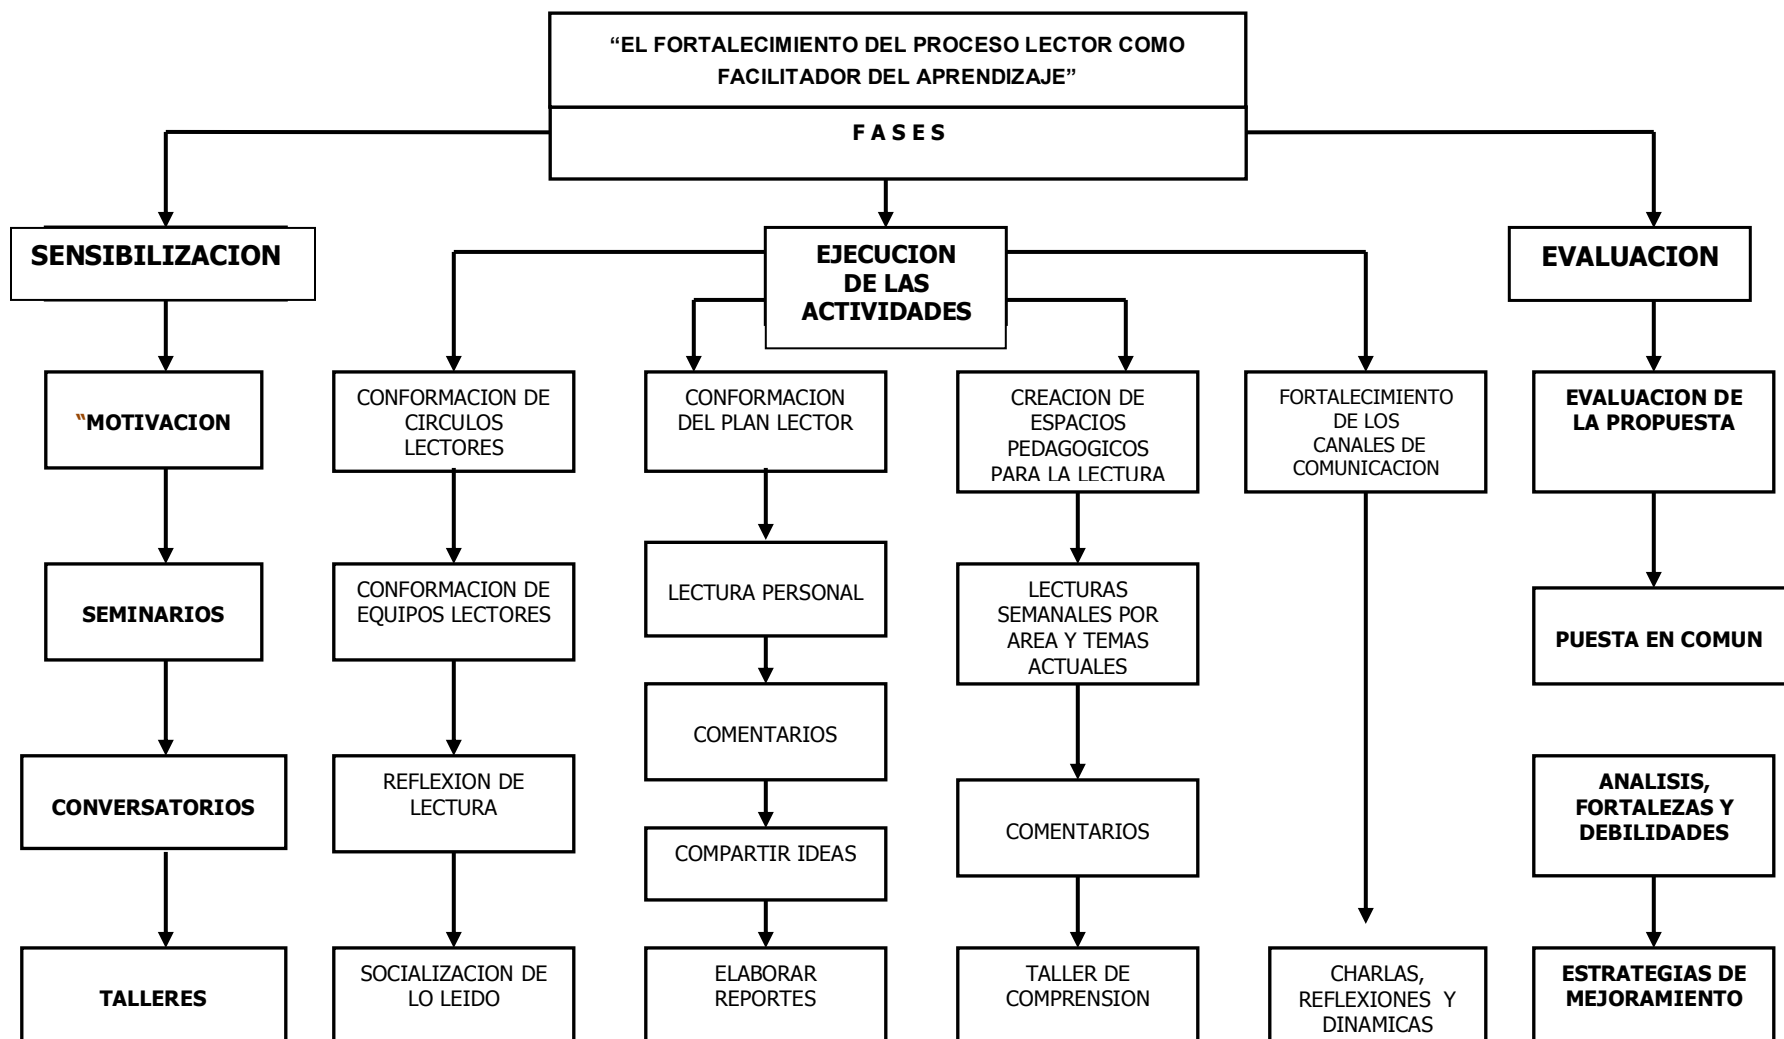 “EL FORTALECIMIENTO DEL PROCESO LECTOR COMO
FACILITADOR DEL APRENDIZAJE”
F A S E S
SENSIBILIZACION
EJECUCION
DE LAS
ACTIVIDADES
EVALUACION
“MOTIVACION
CONFORMACION DE
CIRCULOS
LECTORES
CONFORMACION
DEL PLAN LECTOR
CREACION DE
ESPACIOS
PEDAGOGICOS
PARA LA LECTURA
FORTALECIMIENTO
DE LOS
CANALES DE
COMUNICACION
EVALUACION DE
LA PROPUESTA
SEMINARIOS
CONFORMACION DE
EQUIPOS LECTORES
LECTURA PERSONAL
LECTURAS
SEMANALES POR
AREA Y TEMAS
ACTUALES
PUESTA EN COMUN
CONVERSATORIOS
REFLEXION DE
LECTURA
COMENTARIOS
COMPARTIR IDEAS
COMENTARIOS
ANALISIS,
FORTALEZAS Y
DEBILIDADES
TALLERES
SOCIALIZACION DE
LO LEIDO
ELABORAR
REPORTES
TALLER DE
COMPRENSION
CHARLAS,
REFLEXIONES Y
DINAMICAS
ESTRATEGIAS DE
MEJORAMIENTO